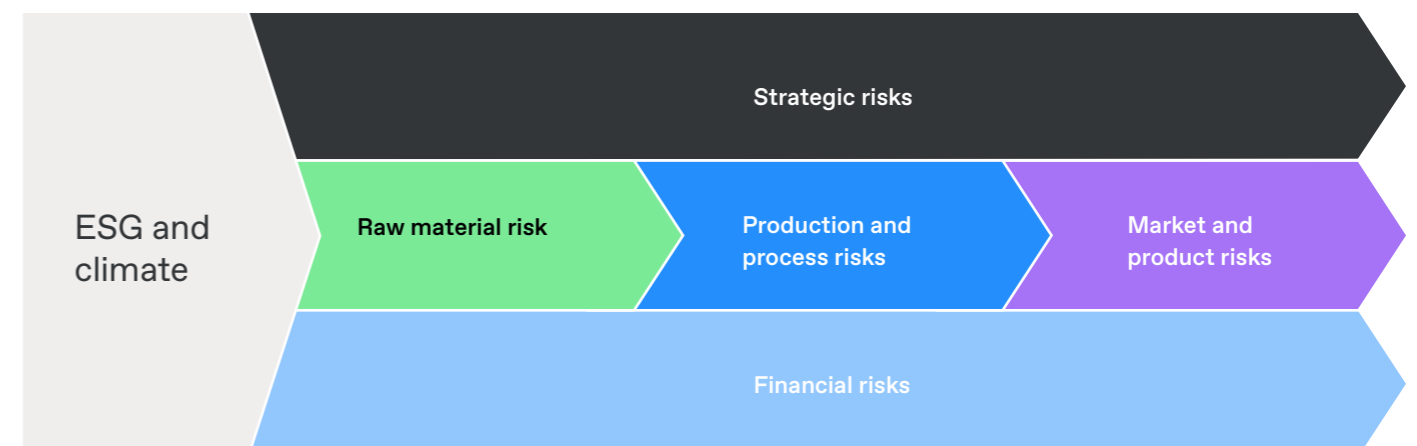 Strategic risks
ESG and
climate
Raw material risk
Production and
process risks
Market and
product risks
Financial risks